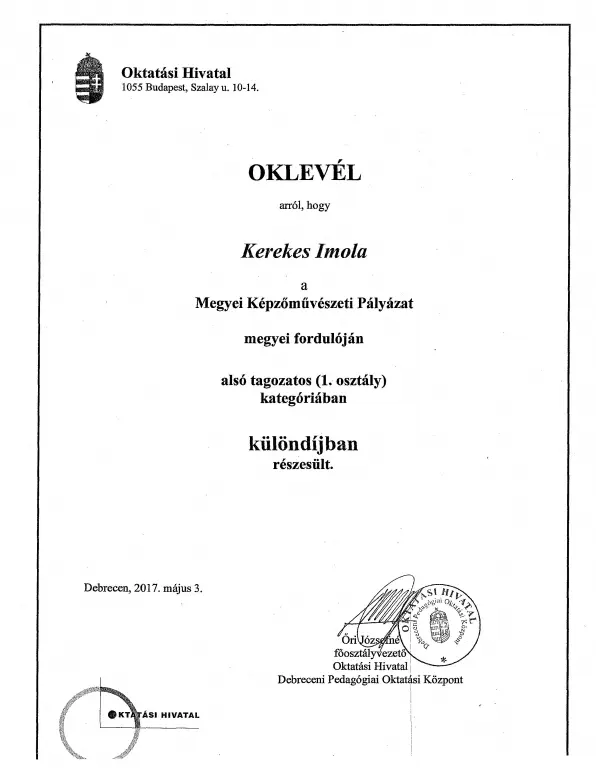 Oktatási Hivatal
1055 Budapest, Szalay u. 10-14.
OKLEVÉL
arról, hogy
Kerekes Imola
a
Megyei Képzőművészeti Pályázat
megyei fordulóján
alsó tagozatos (1. osztály)
kategóriában
különdíjban
részesült.
Debrecen, 2017. május 3.
OKTATÁSI HIVATAL
Debreceni Pedagógiai Oktatási Központ
*
Őri Józsefné
főosztályvezető
Oktatási Hivatal
Debreceni Pedagógiai Oktatási Központ
OKTATÁSI HIVATAL